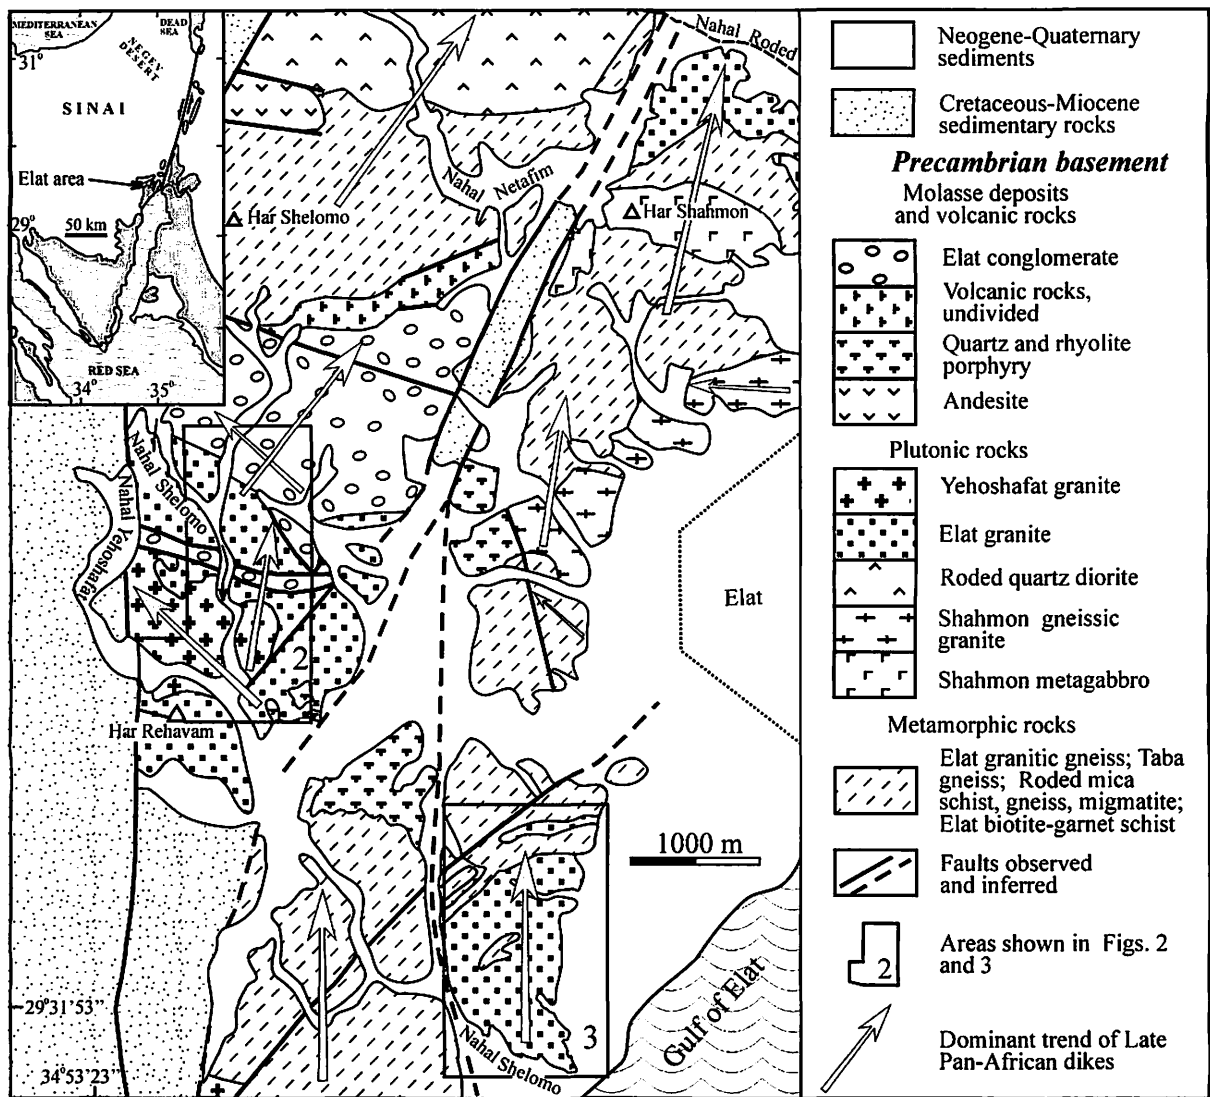 MEDITERRANEAN
SEA
DEAD
SEA
NEGEV
DESERT
31°
SINAI
Elat area
29°
50 km
RED SEA
34°
35°
Nahal Roded
Nahal Netafim
Har Shelomo
Har Shahmon
Nahal Shelomo
Nahal Yehoshafat
Elat
2
Har Rehavam
1000 m
29°31'53''
34°53'23''
Nahal Shelomo
3
Gulf of Elat
Neogene-Quaternary
sediments
Cretaceous-Miocene
sedimentary rocks
Precambrian basement
Molasse deposits
and volcanic rocks
Elat conglomerate
Volcanic rocks,
undivided
Quartz and rhyolite
porphyry
Andesite
Plutonic rocks
Yehoshafat granite
Elat granite
Roded quartz diorite
Shahmon gneissic
granite
Shahmon metagabbro
Metamorphic rocks
Elat granitic gneiss; Taba
gneiss; Roded mica
schist, gneiss, migmatite;
Elat biotite-garnet schist
Faults observed
and inferred
2
Areas shown in Figs. 2
and 3
Dominant trend of Late
Pan-African dikes